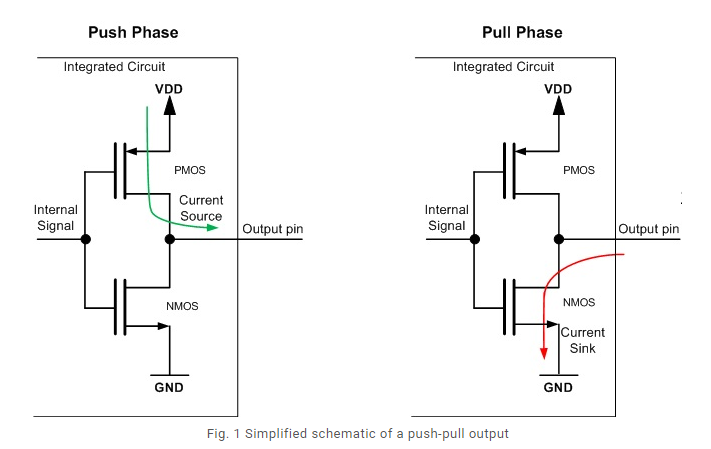 Push Phase
Integrated Circuit
VDD
PMOS
Current
Source
Internal
Signal
Output pin
NMOS
GND
Pull Phase
Integrated Circuit
VDD
PMOS
Internal
Signal
Output pin
NMOS
Current
Sink
GND
Fig. 1 Simplified schematic of a push-pull output